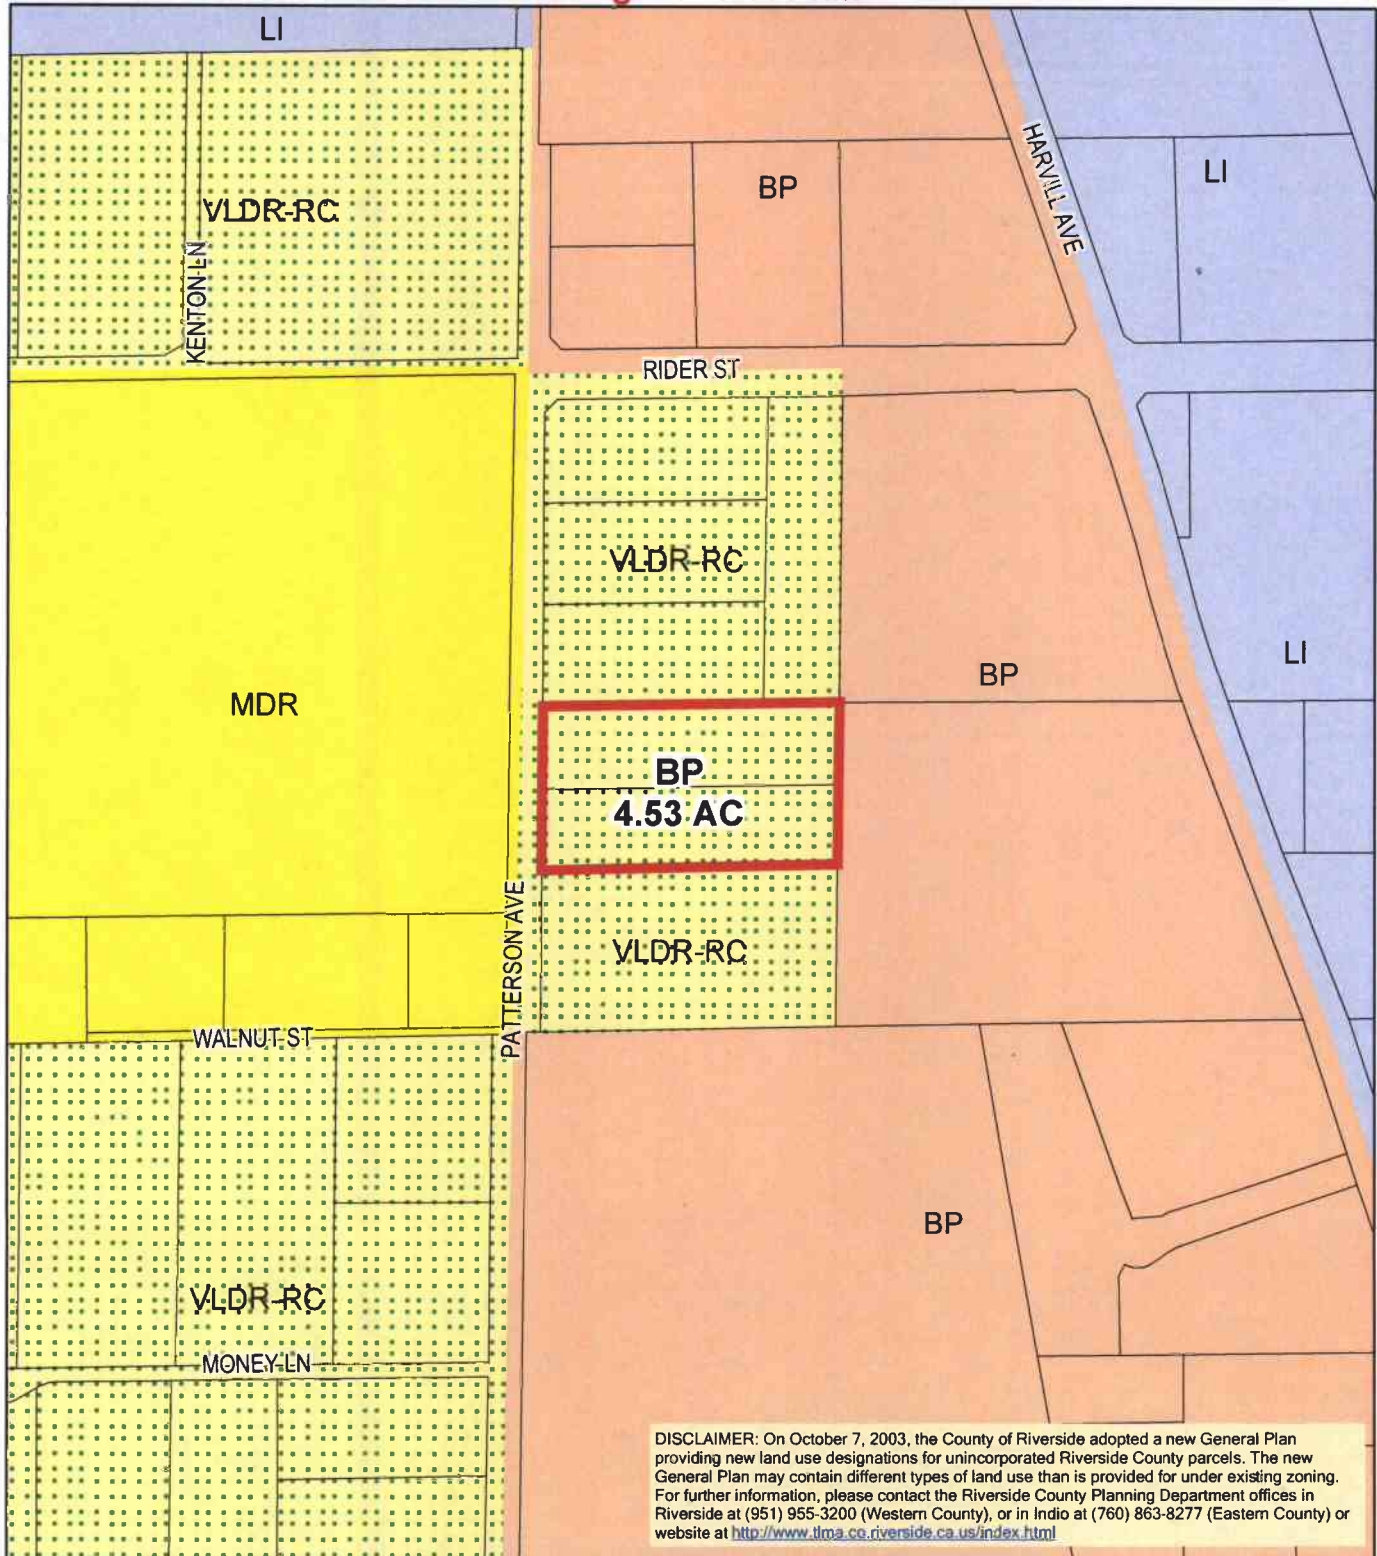 LI
VLDR-RC
KENTON LN
BP
HARVILL AVE
LI
RIDER ST
VLDR-RC
MDR
BP
LI
BP
4.53 AC
PATTERSON AVE
VLDR-RC
WALNUT ST
BP
VLDR-RC
MONEY LN
DISCLAIMER: On October 7, 2003, the County of Riverside adopted a new General Plan
providing new land use designations for unincorporated Riverside County parcels. The new
General Plan may contain different types of land use than is provided for under existing zoning.
For further information, please contact the Riverside County Planning Department offices in
Riverside at (951) 955-3200 (Western County), or in Indio at (760) 863-8277 (Eastern County) or
website at http://www.tlma.co.riverside.ca.us/index.html